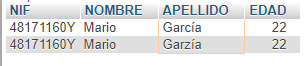 NIF NOMBRE APELLIDO EDAD
48171160Y Mario García 22
48171160Y Mario Garzía 22